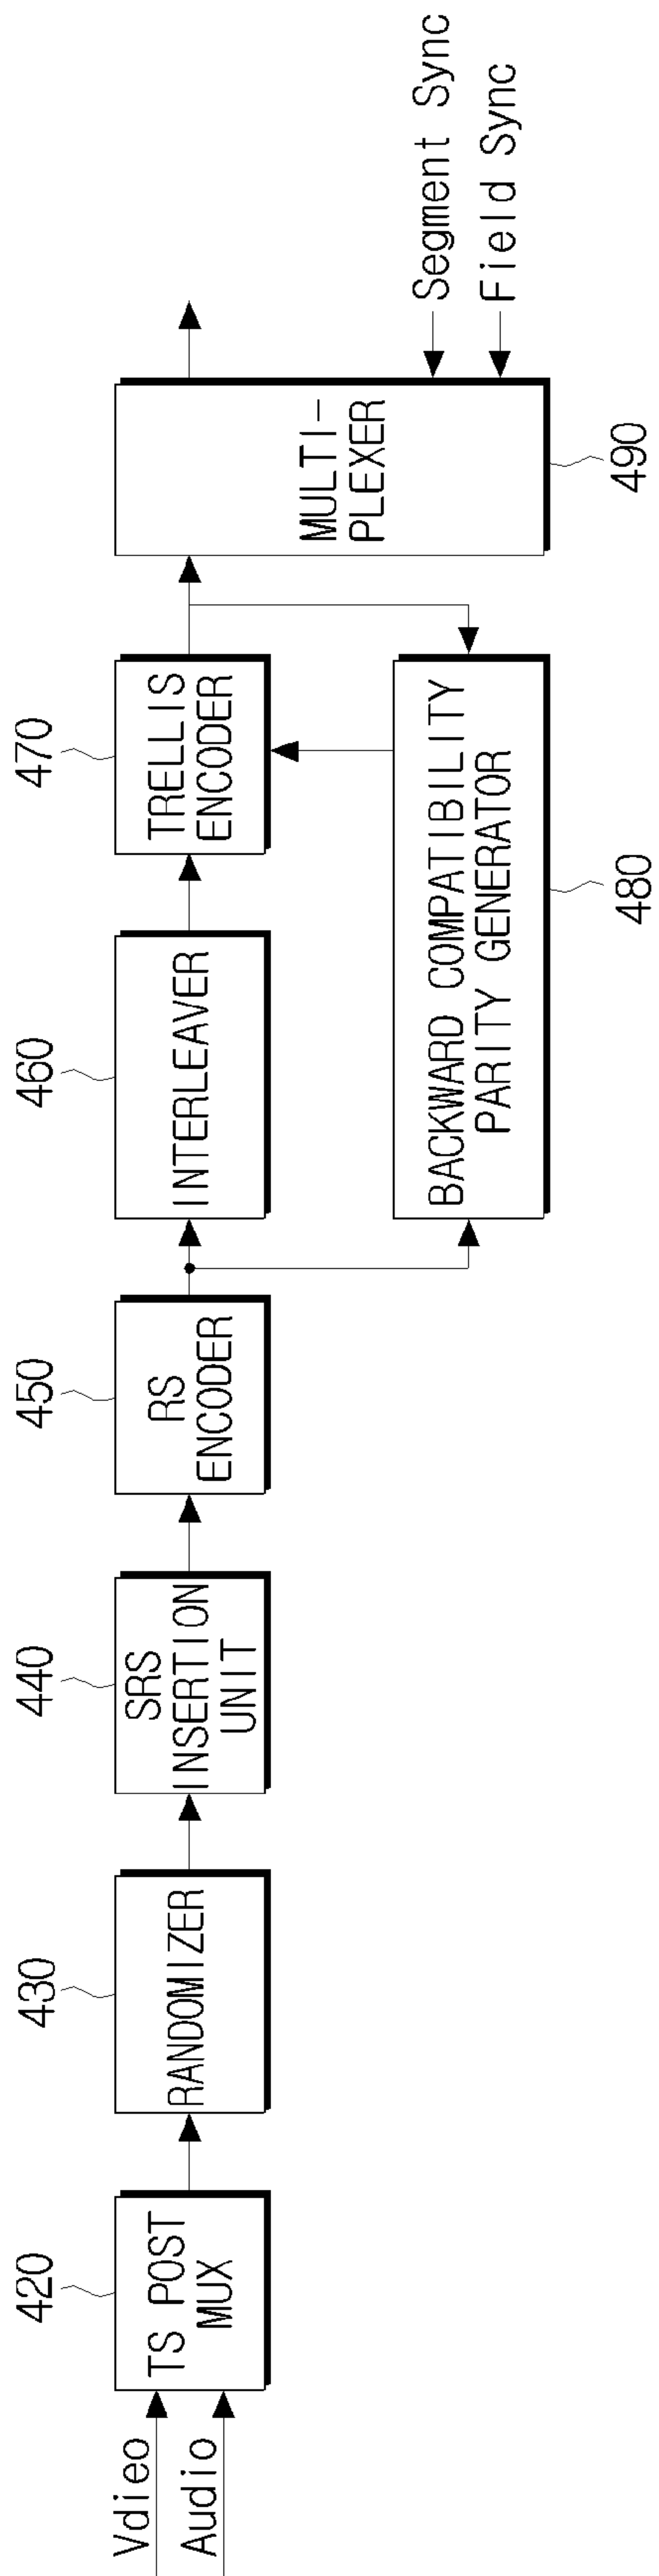 Vdieo
Audio
420
TS POST
MUX
430
RANDOMIZER
440
SRS
INSERTION
UNIT
450
RS
ENCODER
460
INTERLEAVER
470
TRELLIS
ENCODER
BACKWARD COMPATIBILITY
PARITY GENERATOR
480
MULTI-
PLEXER
490
Segment Sync
Field Sync